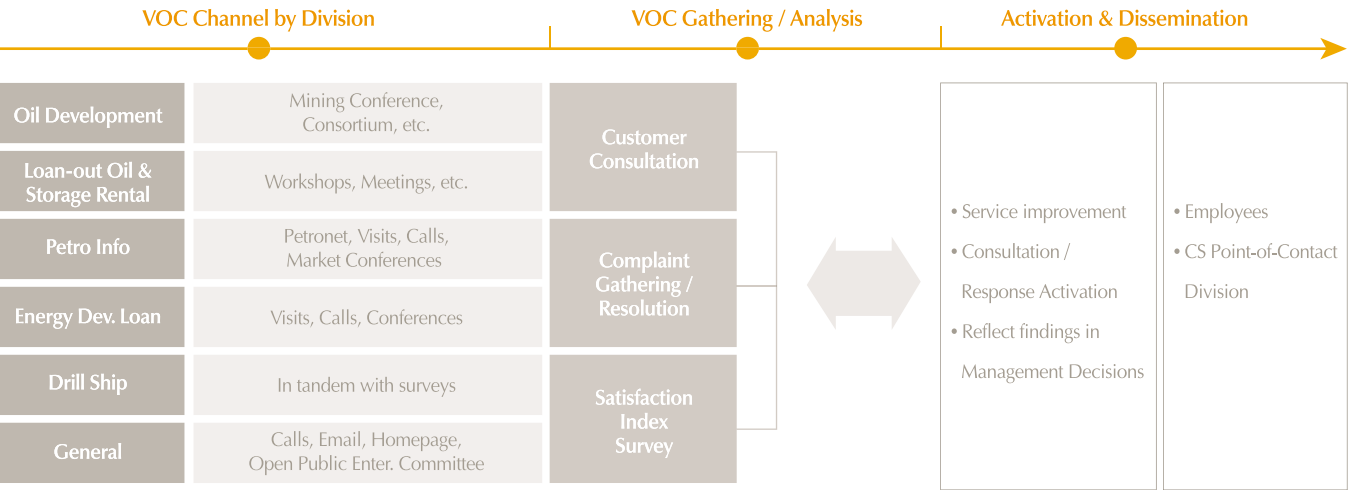 VOC Channel by Division
VOC Gathering / Analysis
Activation & Dissemination
Oil Development
Mining Conference,
Consortium, etc.
Loan-out Oil &
Storage Rental
Workshops, Meetings, etc.
Petro Info
Petronet, Visits, Calls,
Market Conferences
Energy Dev. Loan
Visits, Calls, Conferences
Drill Ship
In tandem with surveys
General
Calls, Email, Homepage,
Open Public Enter. Committee
Customer
Consultation
Complaint
Gathering /
Resolution
Satisfaction
Index
Survey
• Service improvement
• Consultation /
Response Activation
• Reflect findings in
Management Decisions
• Employees
• CS Point-of-Contact
Division